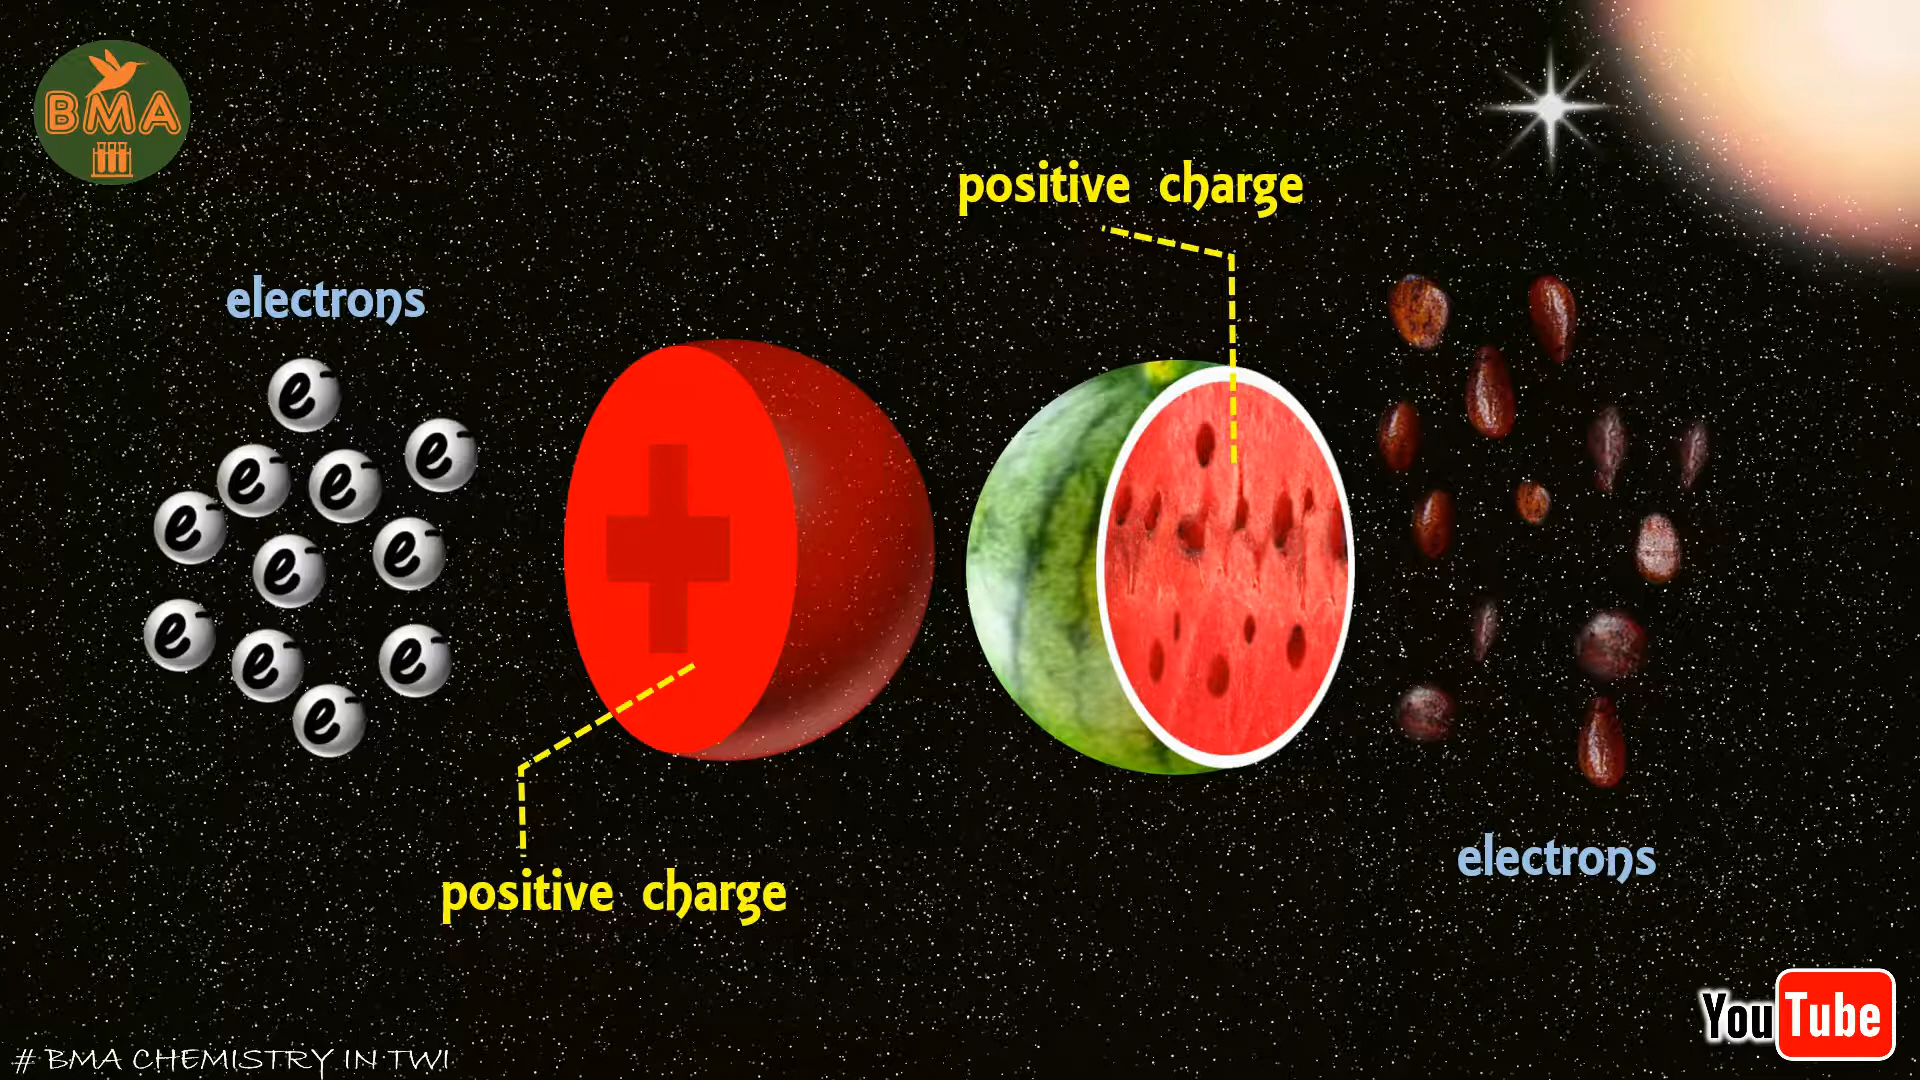 BMA
positive charge
electrons
e-
e-
e-
e-
e-
e-
e-
e-
e-
e-
e-
positive charge
electrons
YouTube
# BMA CHEMISTRY IN TWI